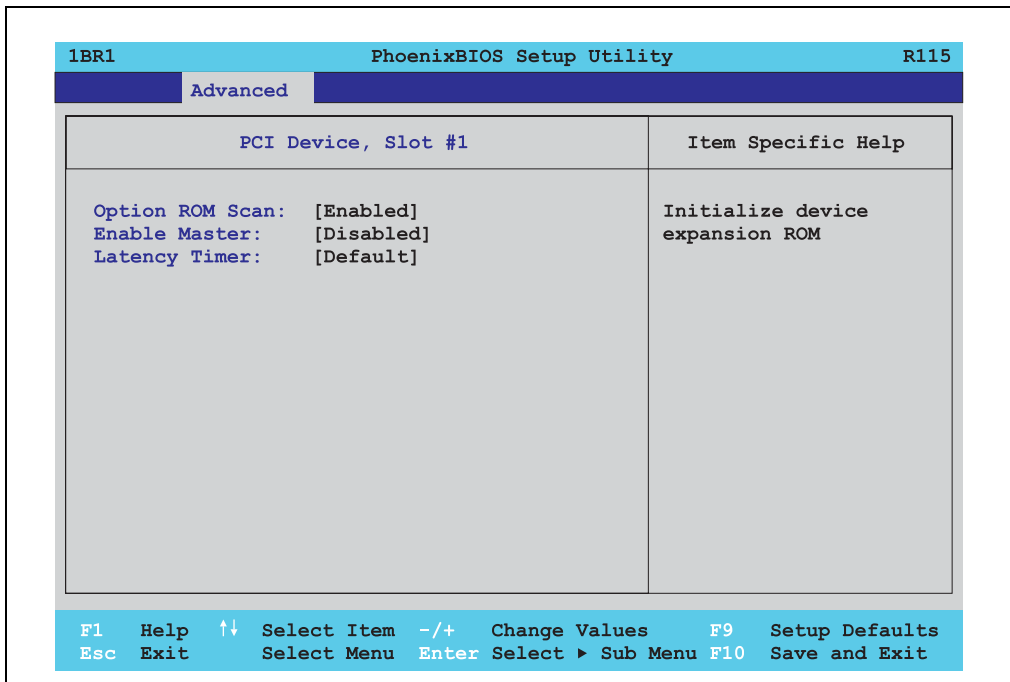 1BR1 PhoenixBIOS Setup Utility R115
Advanced
PCI Device, Slot #1
Item Specific Help
Option ROM Scan: [Enabled]
Enable Master: [Disabled]
Latency Timer: [Default]
Initialize device
expansion ROM
F1 Help ↑↓ Select Item -/+ Change Values F9 Setup Defaults
Esc Exit Select Menu Enter Select ▶ Sub Menu F10 Save and Exit